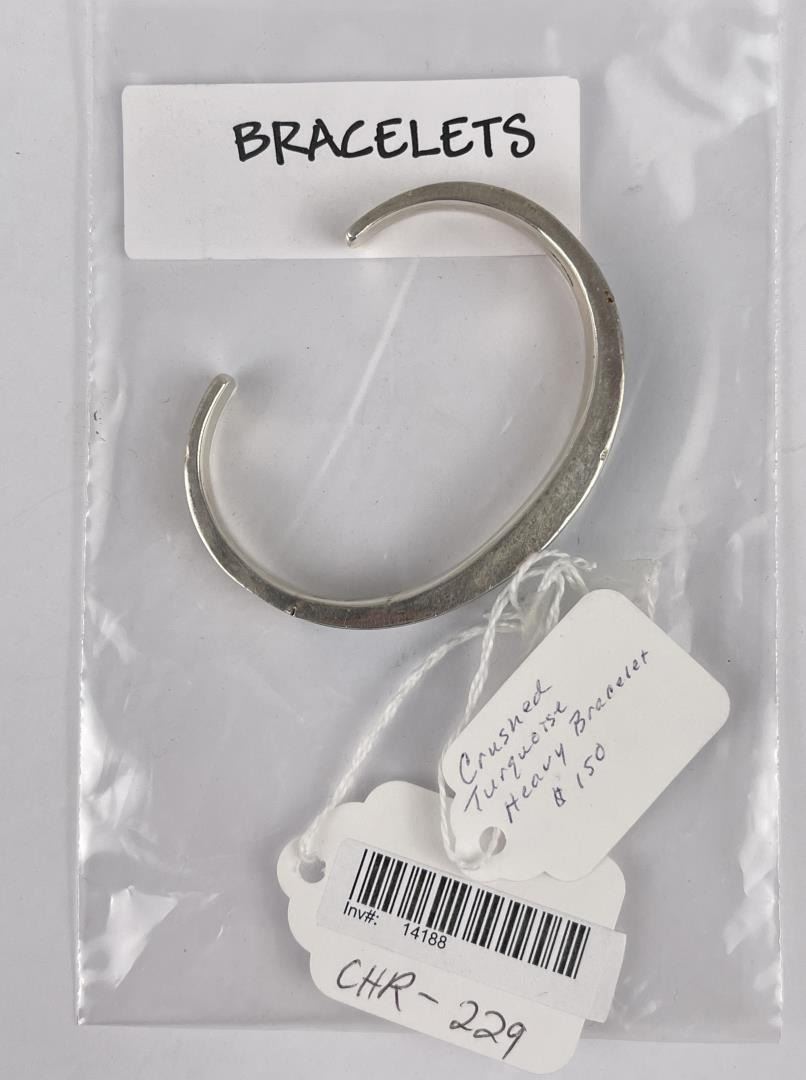 BRACELETS
Crushed
Turquoise
Heavy Bracelet
$ 150
Inv#: 14188
CHR - 229